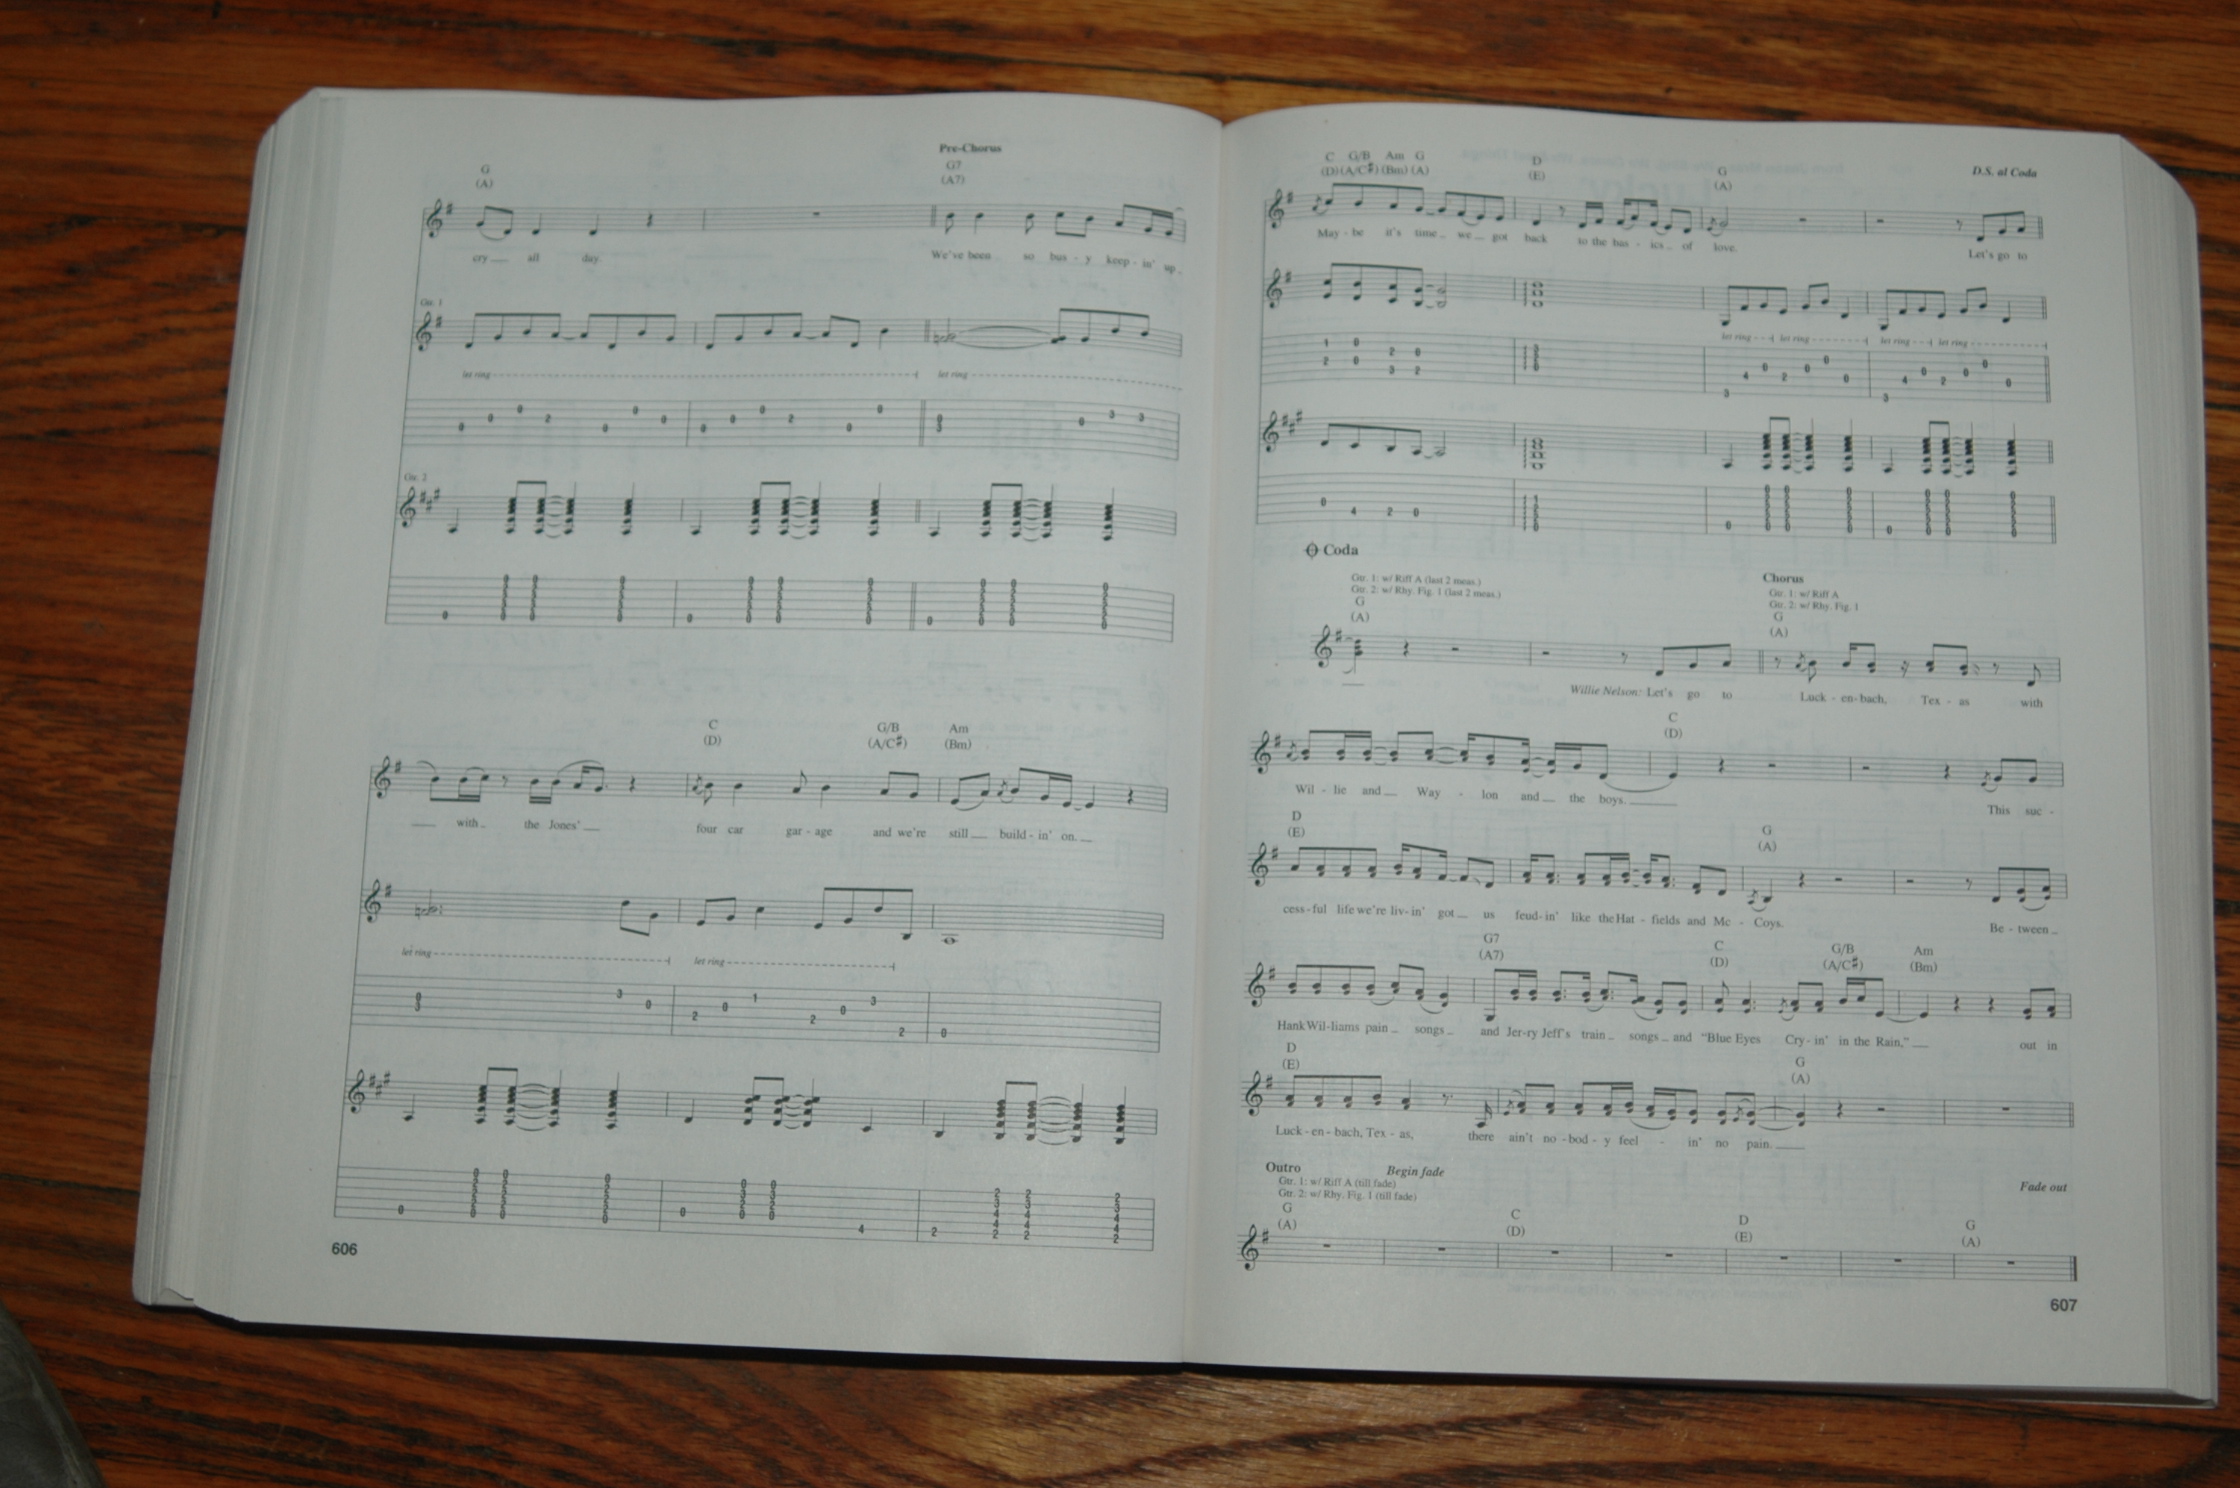 G
(A)
Pre-Chorus
G7
(A7)
cry all day. We've been so bus - y keep - in' up
Gtr. 1
let ring
let ring
Gtr. 2
C
(D)
G/B
(A/C#)
Am
(Bm)
with the Jones' four car gar - age and we're still build - in' on.
let ring
let ring
606
D.S. al Coda
C G/B Am G D G
(D) (A/C#) (Bm) (A) (E) (A)
May - be it's time we got back to the bas - ics of love. Let's go to
let ring let ring let ring let ring
Coda
Gtr. 1: w/ Riff A (last 2 meas.)
Gtr. 2: w/ Rhy. Fig. 1 (last 2 meas.)
G
(A)
Chorus
Gtr. 1: w/ Riff A
Gtr. 2: w/ Rhy. Fig. 1
G
(A)
Willie Nelson: Let's go to Luck - en - bach, Tex - as with
C
(D)
Wil - lie and Way - lon and the boys. This suc -
D G
(E) (A)
cess - ful life we're liv - in' got us feud - in' like the Hat - fields and Mc - Coys. Be - tween
G7 C G/B Am
(A7) (D) (A/C#) (Bm)
Hank Wil - liams pain songs and Jer - ry Jeff's train songs and "Blue Eyes Cry - in' in the Rain," out in
D G
(E) (A)
Luck - en - bach, Tex - as, there ain't no - bod - y feel - in' no pain.
Outro
Begin fade
Fade out
Gtr. 1: w/ Riff A (till fade)
Gtr. 2: w/ Rhy. Fig. 1 (till fade)
G C D G
(A) (D) (E) (A)
607